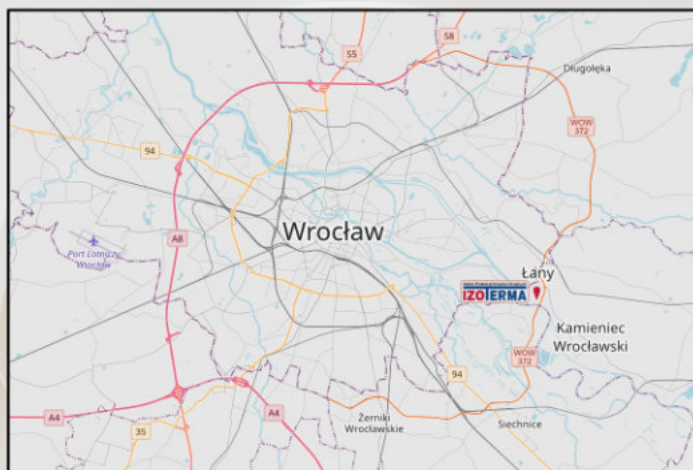 S5
S8
Długołęka
WOW
372
94
Wrocław
A8
Port Lotniczy
Wrocław
Łany
IZOTERMA
Kamieniec
Wrocławski
WOW
372
94
A4
A4
35
Żerniki
Wrocławskie
Siechnice